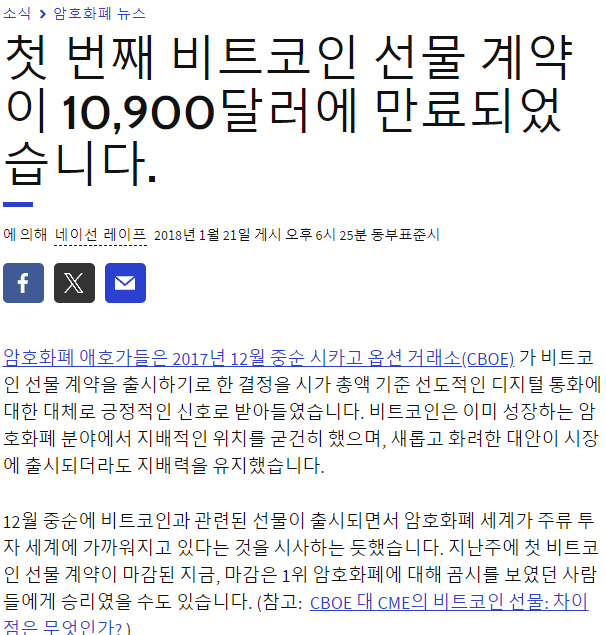 소식 > 암호화폐 뉴스
첫 번째 비트코인 선물 계약
이 10,900달러에 만료되었
습니다.
에 의해 네이선 레이프 2018년 1월 21일 게시 오후 6시 25분 동부표준시
암호화폐 애호가들은 2017년 12월 중순 시카고 옵션 거래소(CBOE) 가 비트코
인 선물 계약을 출시하기로 한 결정을 시가 총액 기준 선도적인 디지털 통화에
대한 대체로 긍정적인 신호로 받아들였습니다. 비트코인은 이미 성장하는 암
호화폐 분야에서 지배적인 위치를 굳건히 했으며, 새롭고 화려한 대안이 시장
에 출시되더라도 지배력을 유지했습니다.
12월 중순에 비트코인과 관련된 선물이 출시되면서 암호화폐 세계가 주류 투
자 세계에 가까워지고 있다는 것을 시사하는 듯했습니다. 지난주에 첫 비트코
인 선물 계약이 마감된 지금, 마감은 1위 암호화폐에 대해 곰시를 보였던 사람
들에게 승리였을 수도 있습니다. (참고: CBOE 대 CME의 비트코인 선물: 차이
점은 무엇인가? )